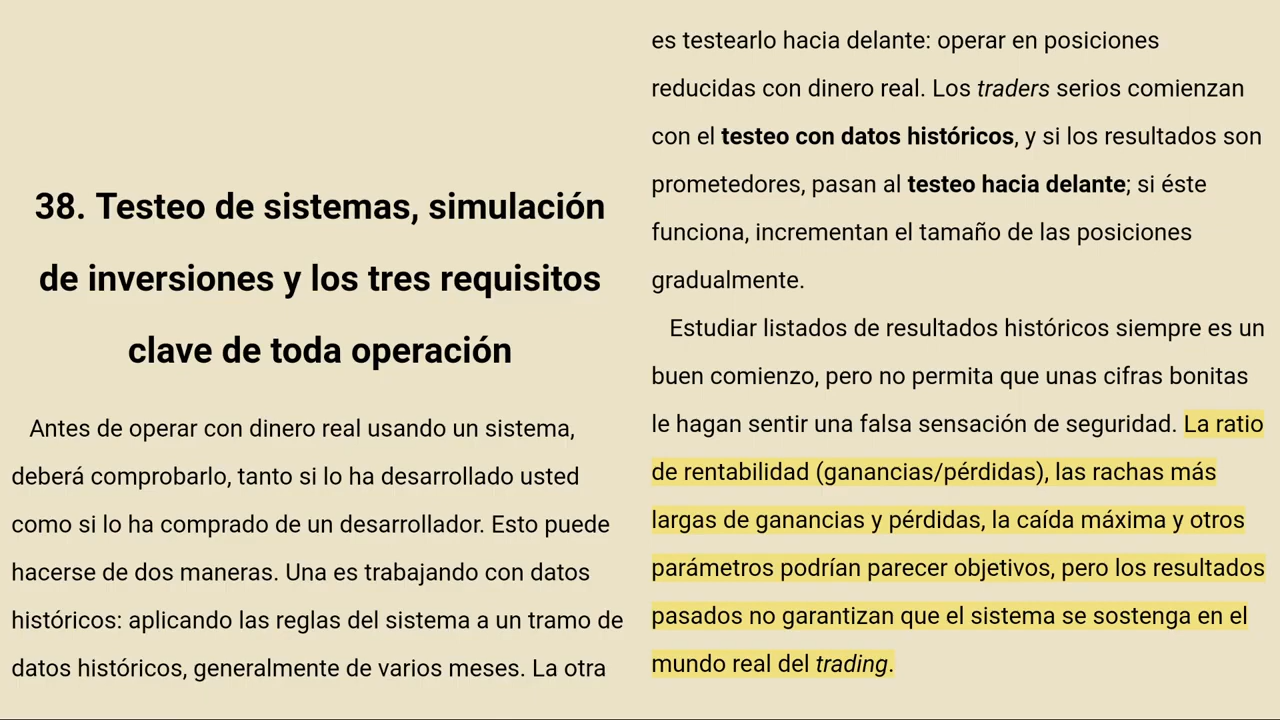 38. Testeo de sistemas, simulación
de inversiones y los tres requisitos
clave de toda operación
Antes de operar con dinero real usando un sistema,
deberá comprobarlo, tanto si lo ha desarrollado usted
como si lo ha comprado de un desarrollador. Esto puede
hacerse de dos maneras. Una es trabajando con datos
históricos: aplicando las reglas del sistema a un tramo de
datos históricos, generalmente de varios meses. La otra
es testearlo hacia delante: operar en posiciones
reducidas con dinero real. Los traders serios comienzan
con el testeo con datos históricos, y si los resultados son
prometedores, pasan al testeo hacia delante; si éste
funciona, incrementan el tamaño de las posiciones
gradualmente.
Estudiar listados de resultados históricos siempre es un
buen comienzo, pero no permita que unas cifras bonitas
le hagan sentir una falsa sensación de seguridad. La ratio
de rentabilidad (ganancias/pérdidas), las rachas más
largas de ganancias y pérdidas, la caída máxima y otros
parámetros podrían parecer objetivos, pero los resultados
pasados no garantizan que el sistema se sostenga en el
mundo real del trading.